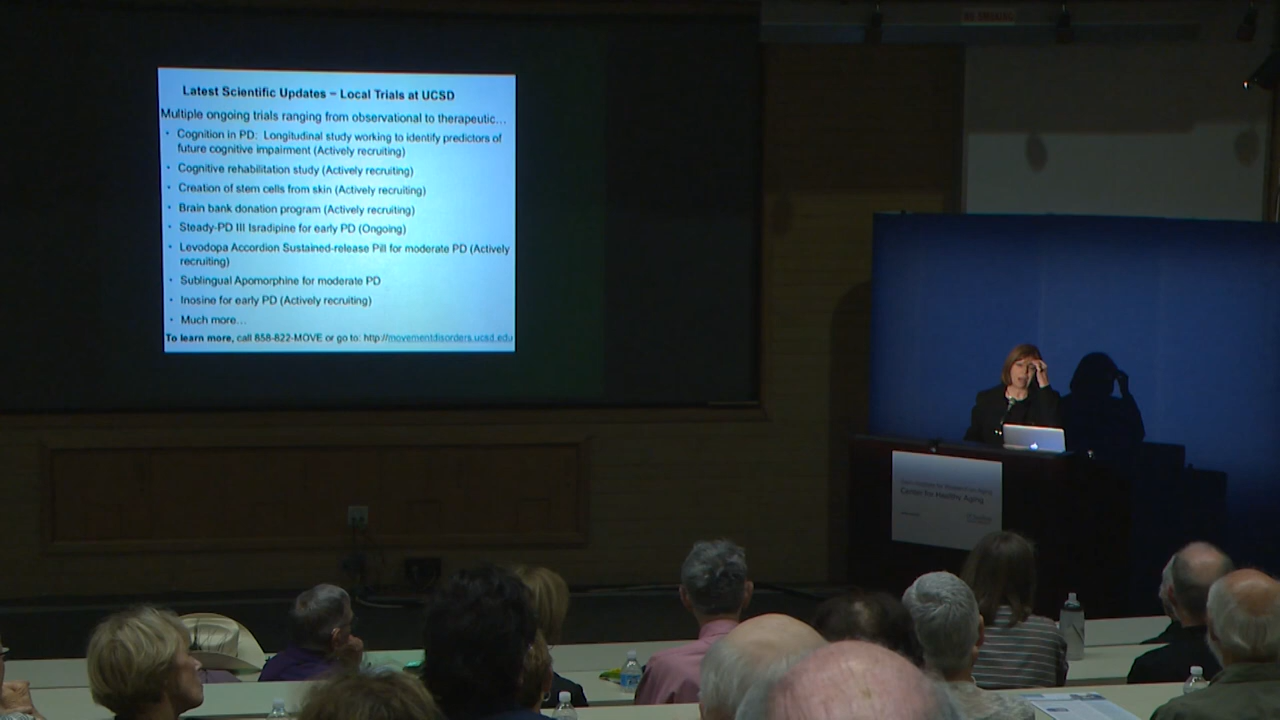 Latest Scientific Updates – Local Trials at UCSD
Multiple ongoing trials ranging from observational to therapeutic…
• Cognition in PD: Longitudinal study working to identify predictors of
future cognitive impairment (Actively recruiting)
• Cognitive rehabilitation study (Actively recruiting)
• Creation of stem cells from skin (Actively recruiting)
• Brain bank donation program (Actively recruiting)
• Steady-PD III Isradipine for early PD (Ongoing)
• Levodopa Accordion Sustained-release Pill for moderate PD (Actively
recruiting)
• Sublingual Apomorphine for moderate PD
• Inosine for early PD (Actively recruiting)
• Much more…
To learn more, call 858-822-MOVE or go to: http://movementdisorders.ucsd.edu
NO SMOKING
Center for Healthy Aging